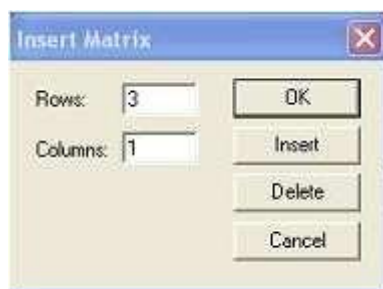 Insert Matrix
Rows: 3
OK
Columns: 1
Insert
Delete
Cancel